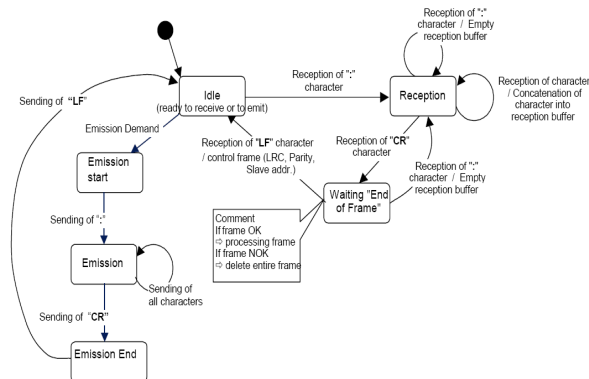 Reception of ":"
character / Empty
reception buffer
Reception of ":"
character
Idle
(ready to receive or to emit)
Reception
Reception of character
/ Concatenation of
character into
reception buffer
Sending of "LF"
Emission Demand
Reception of "LF" character
/ control frame (LRC, Parity,
Slave addr.)
Reception of "CR"
character
Reception of ":"
character / Empty
reception buffer
Emission
start
Waiting "End
of Frame"
Comment
If frame OK
⇨ processing frame
If frame NOK
⇨ delete entire frame
Sending of ":"
Emission
Sending of
all characters
Sending of "CR"
Emission End